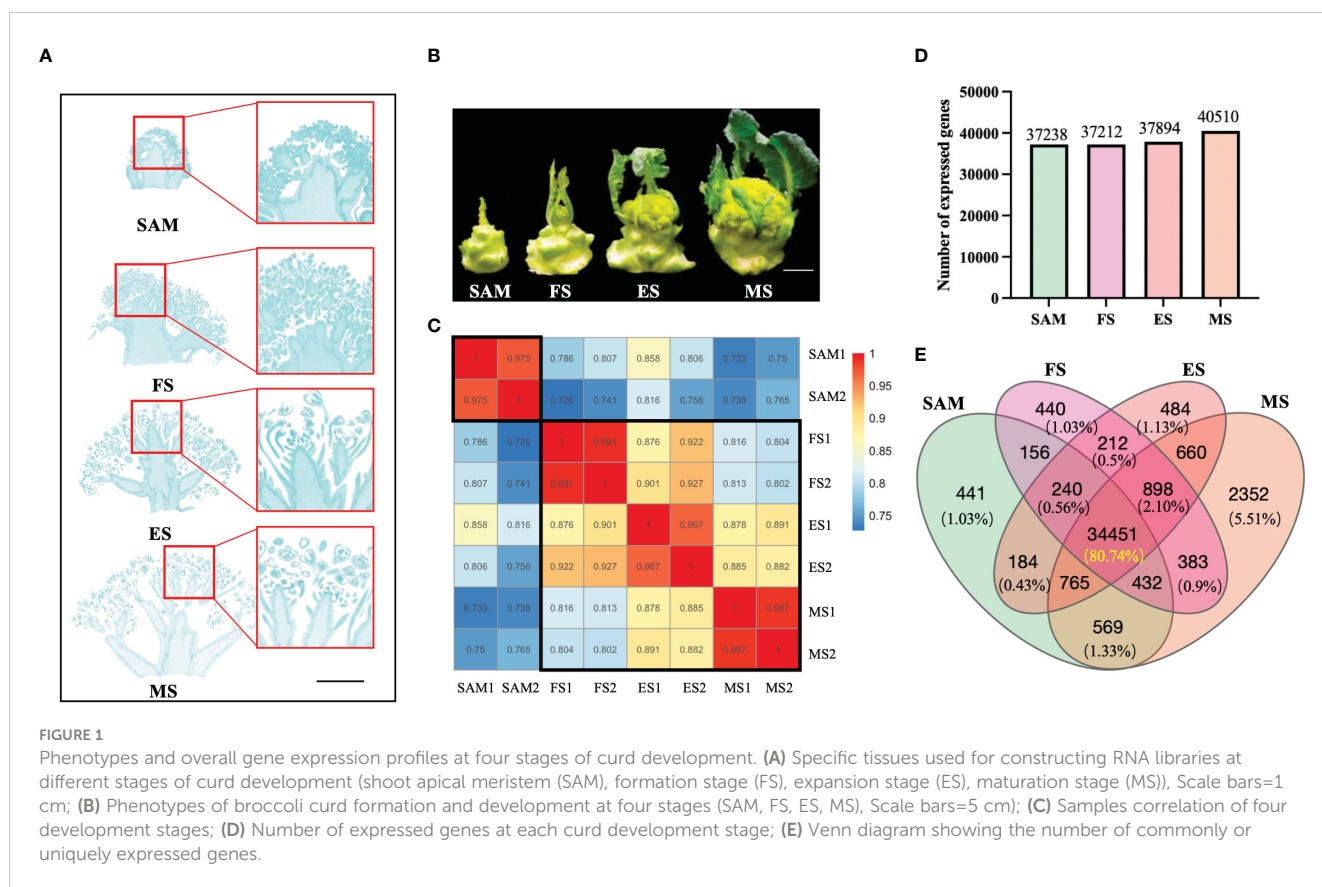 A
SAM
FS
ES
MS
B
SAM FS ES MS
C
1 0.975 0.786 0.807 0.858 0.806 0.733 0.75 SAM1
0.975 1 0.726 0.741 0.816 0.756 0.738 0.765 SAM2
0.786 0.726 1 0.991 0.876 0.922 0.816 0.804 FS1
0.807 0.741 0.991 1 0.901 0.927 0.813 0.802 FS2
0.858 0.816 0.876 0.901 1 0.967 0.878 0.891 ES1
0.806 0.756 0.922 0.927 0.967 1 0.885 0.882 ES2
0.733 0.738 0.816 0.813 0.878 0.885 1 0.987 MS1
0.75 0.765 0.804 0.802 0.891 0.882 0.987 1 MS2
SAM1 SAM2 FS1 FS2 ES1 ES2 MS1 MS2
1
0.95
0.9
0.85
0.8
0.75
D
Number of expressed genes
50000
40000
30000
20000
10000
0
37238 37212 37894 40510
SAM FS ES MS
E
FS ES
SAM MS
440 484
(1.03%) (1.13%)
156 212 660
(0.5%)
441 240 898 2352
(1.03%) (0.56%) (2.10%) (5.51%)
34451
(80.74%)
184 383
(0.43%) (0.9%)
765 432
569
(1.33%)
FIGURE 1
Phenotypes and overall gene expression profiles at four stages of curd development. (A) Specific tissues used for constructing RNA libraries at
different stages of curd development (shoot apical meristem (SAM), formation stage (FS), expansion stage (ES), maturation stage (MS)), Scale bars=1
cm; (B) Phenotypes of broccoli curd formation and development at four stages (SAM, FS, ES, MS), Scale bars=5 cm); (C) Samples correlation of four
development stages; (D) Number of expressed genes at each curd development stage; (E) Venn diagram showing the number of commonly or
uniquely expressed genes.